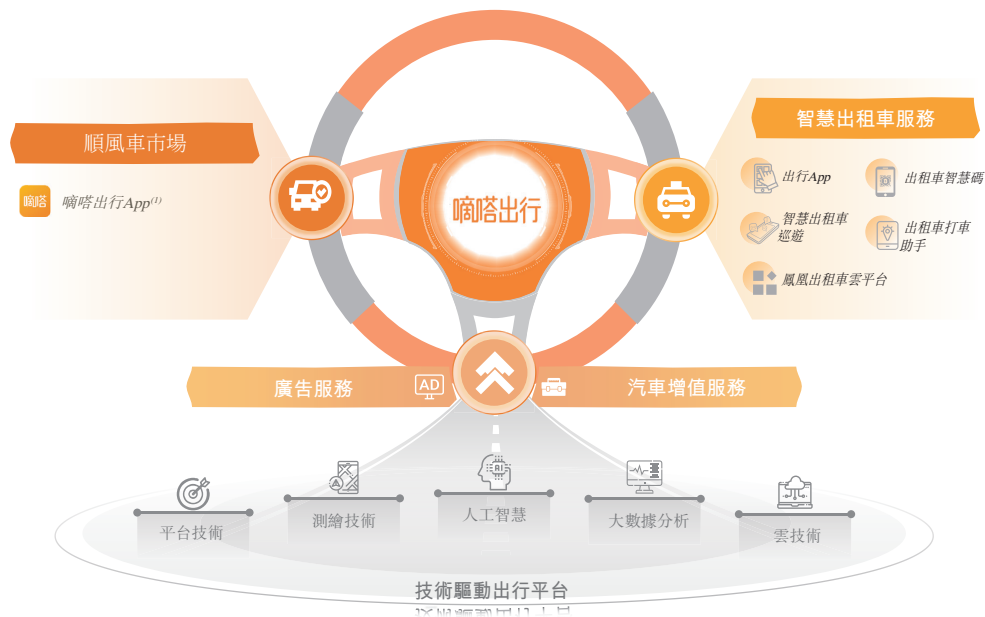 順風車市場
嘀嗒
嘀嗒出行App(1)
嘀嗒出行
智慧出租車服務
出行App
出租車智慧碼
智慧出租車
巡遊
出租車打車
助手
鳳凰出租車雲平台
廣告服務
AD
汽車增值服務
平台技術
測繪技術
AI
人工智慧
大數據分析
雲技術
技術驅動出行平台